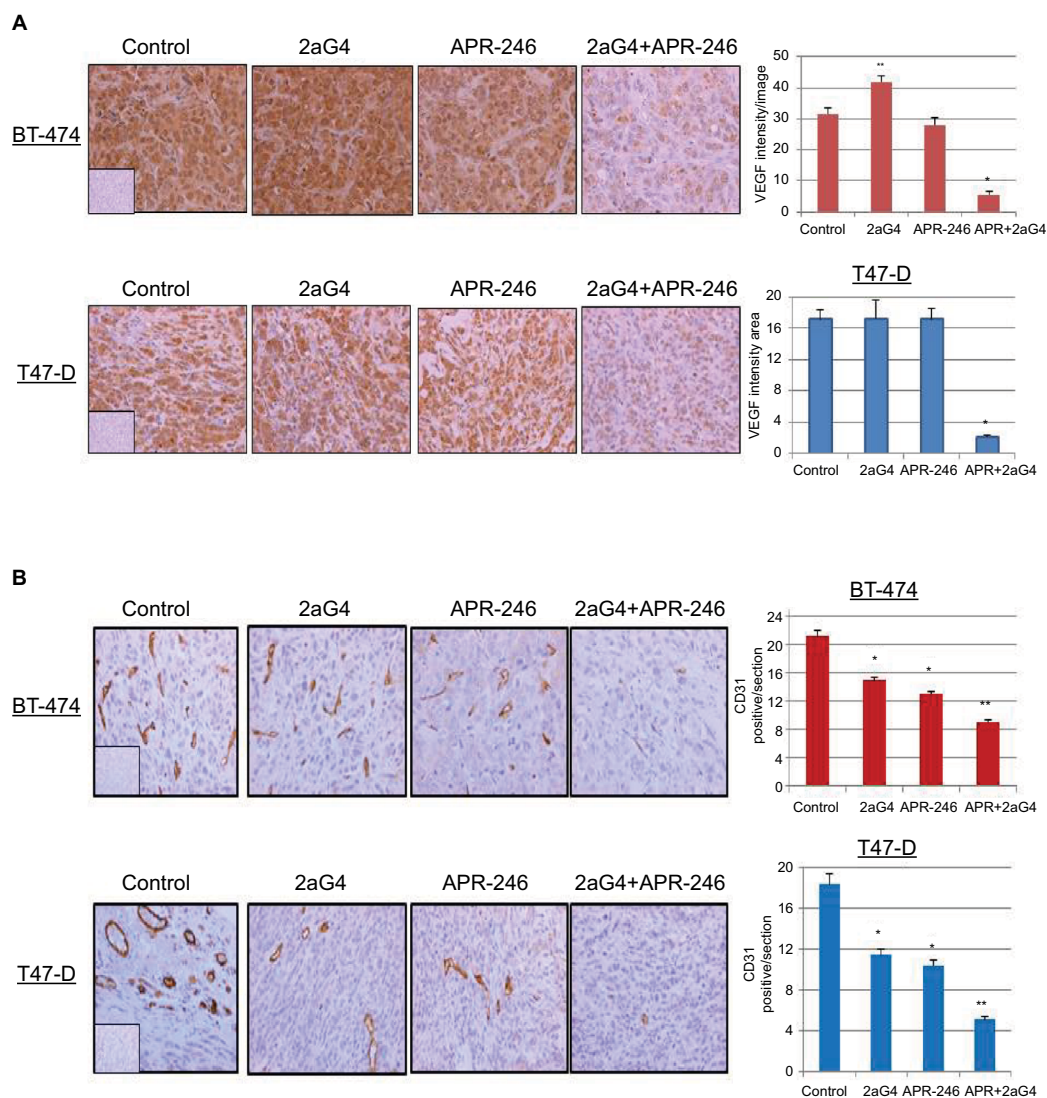 A
Control 2aG4 APR-246 2aG4+APR-246
BT-474
50
40
30
20
10
0
VEGF intensity/image
**
*
Control 2aG4 APR-246 APR+2aG4
Control 2aG4 APR-246 2aG4+APR-246
T47-D
T47-D
20
16
12
8
4
0
VEGF intensity area
*
Control 2aG4 APR-246 APR+2aG4
B
Control 2aG4 APR-246 2aG4+APR-246
BT-474
BT-474
24
20
16
12
8
4
0
CD31
positive/section
*
*
**
Control 2aG4 APR-246 APR+2aG4
Control 2aG4 APR-246 2aG4+APR-246
T47-D
T47-D
20
16
12
8
4
0
CD31
positive/section
*
*
**
Control 2aG4 APR-246 APR+2aG4